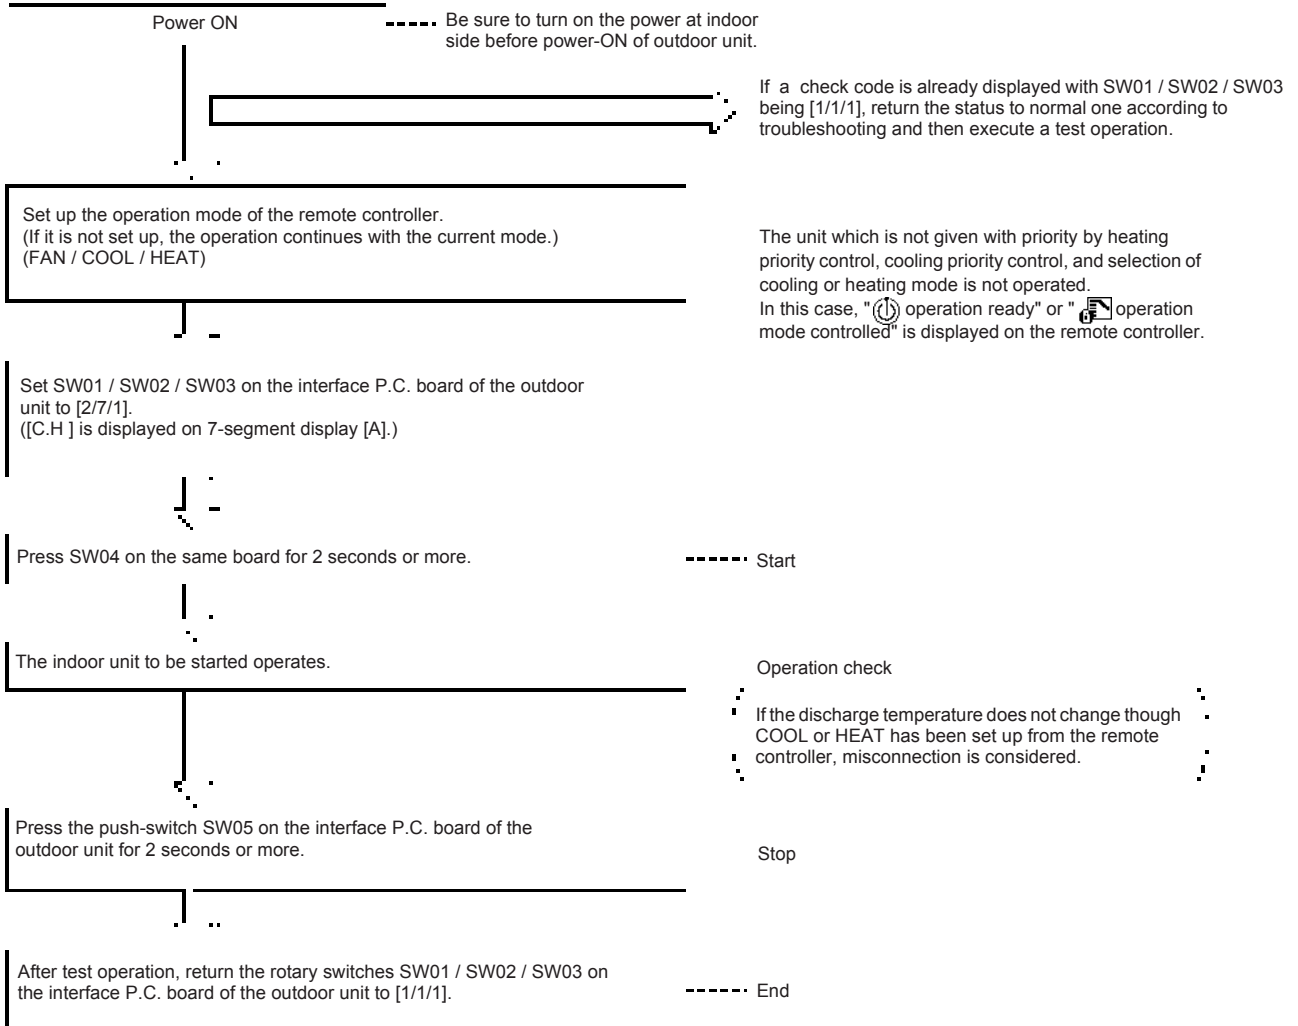 Power ON
Be sure to turn on the power at indoor
side before power-ON of outdoor unit.
If a check code is already displayed with SW01 / SW02 / SW03
being [1/1/1], return the status to normal one according to
troubleshooting and then execute a test operation.
Set up the operation mode of the remote controller.
(If it is not set up, the operation continues with the current mode.)
(FAN / COOL / HEAT)
The unit which is not given with priority by heating
priority control, cooling priority control, and selection of
cooling or heating mode is not operated.
In this case, " operation ready" or " operation
mode controlled" is displayed on the remote controller.
Set SW01 / SW02 / SW03 on the interface P.C. board of the outdoor
unit to [2/7/1].
([C.H ] is displayed on 7-segment display [A].)
Press SW04 on the same board for 2 seconds or more.
Start
The indoor unit to be started operates.
Operation check
If the discharge temperature does not change though
COOL or HEAT has been set up from the remote
controller, misconnection is considered.
Press the push-switch SW05 on the interface P.C. board of the
outdoor unit for 2 seconds or more.
Stop
After test operation, return the rotary switches SW01 / SW02 / SW03 on
the interface P.C. board of the outdoor unit to [1/1/1].
End